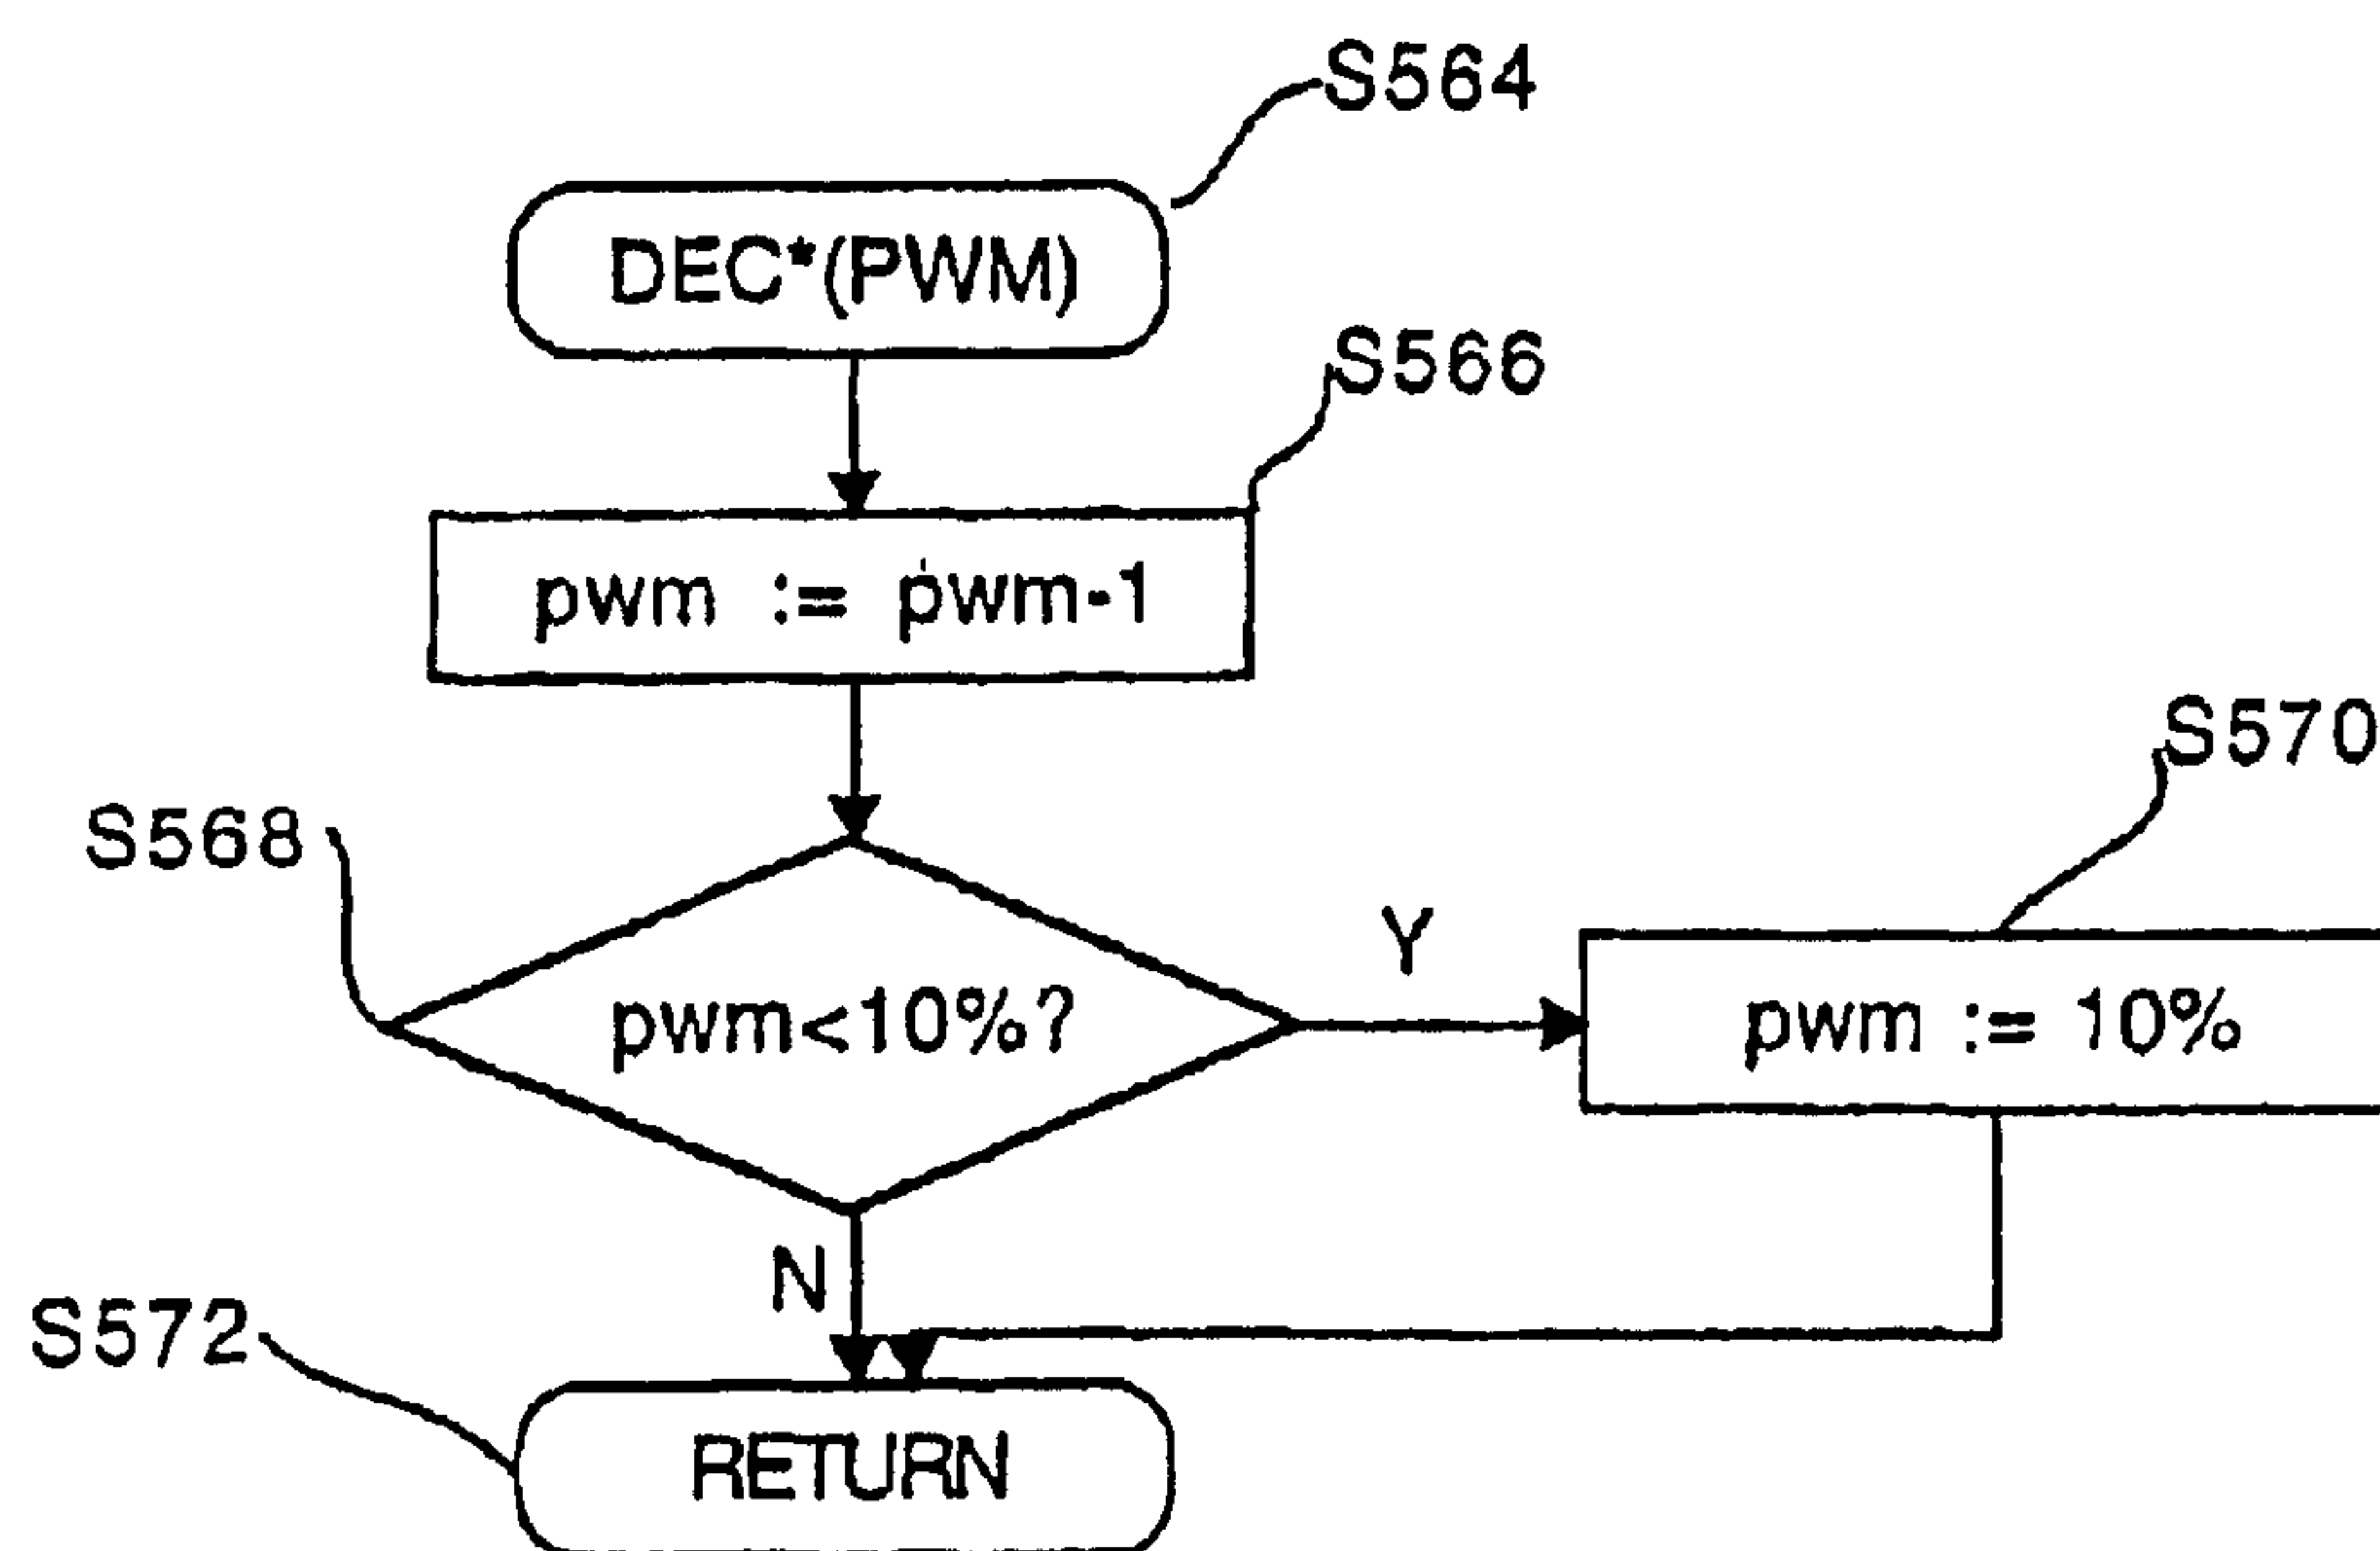 S564
DEC*(PWM)
S566
pwm := pwm-1
S570
S568
Y
pwm<10%?
pwm := 10%
N
S572
RETURN